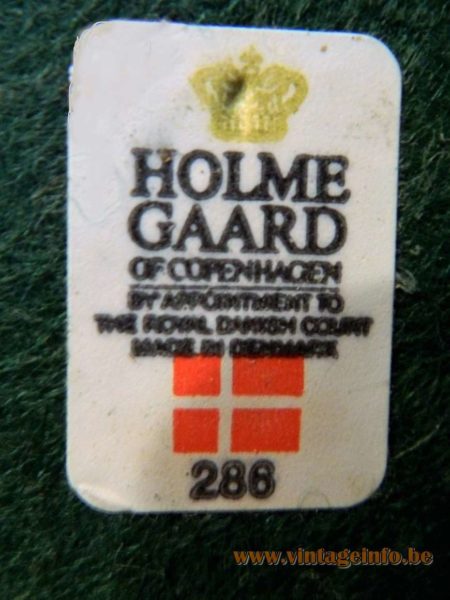 HOLME
GAARD
OF COPENHAGEN
BY APPOINTMENT TO
THE ROYAL DANISH COURT
MADE IN DENMARK
286
www.vintageinfo.be